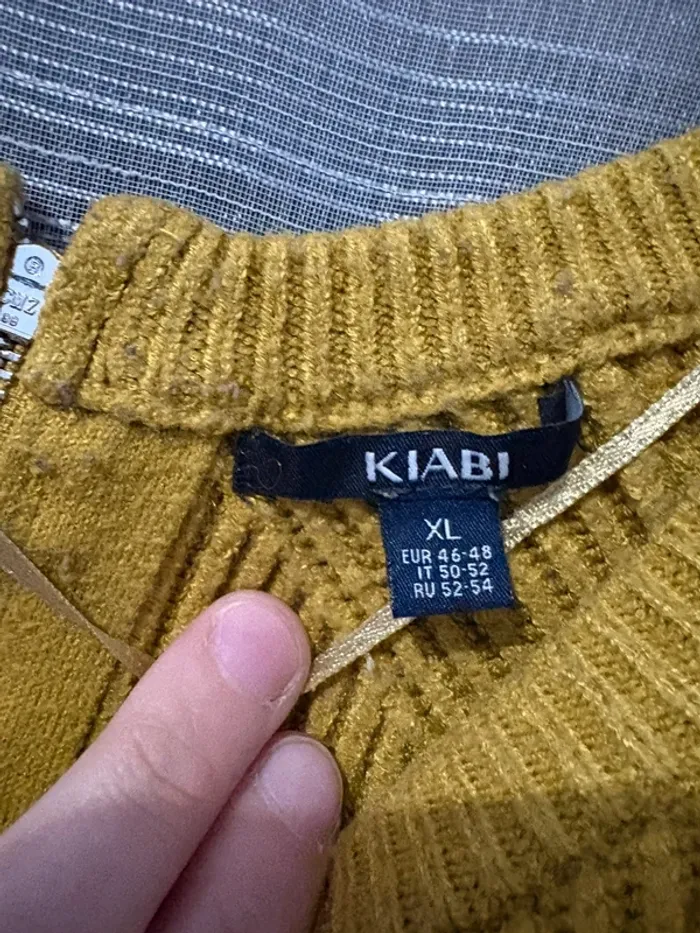 KIABI
XL
EUR 46-48
IT 50-52
RU 52-54